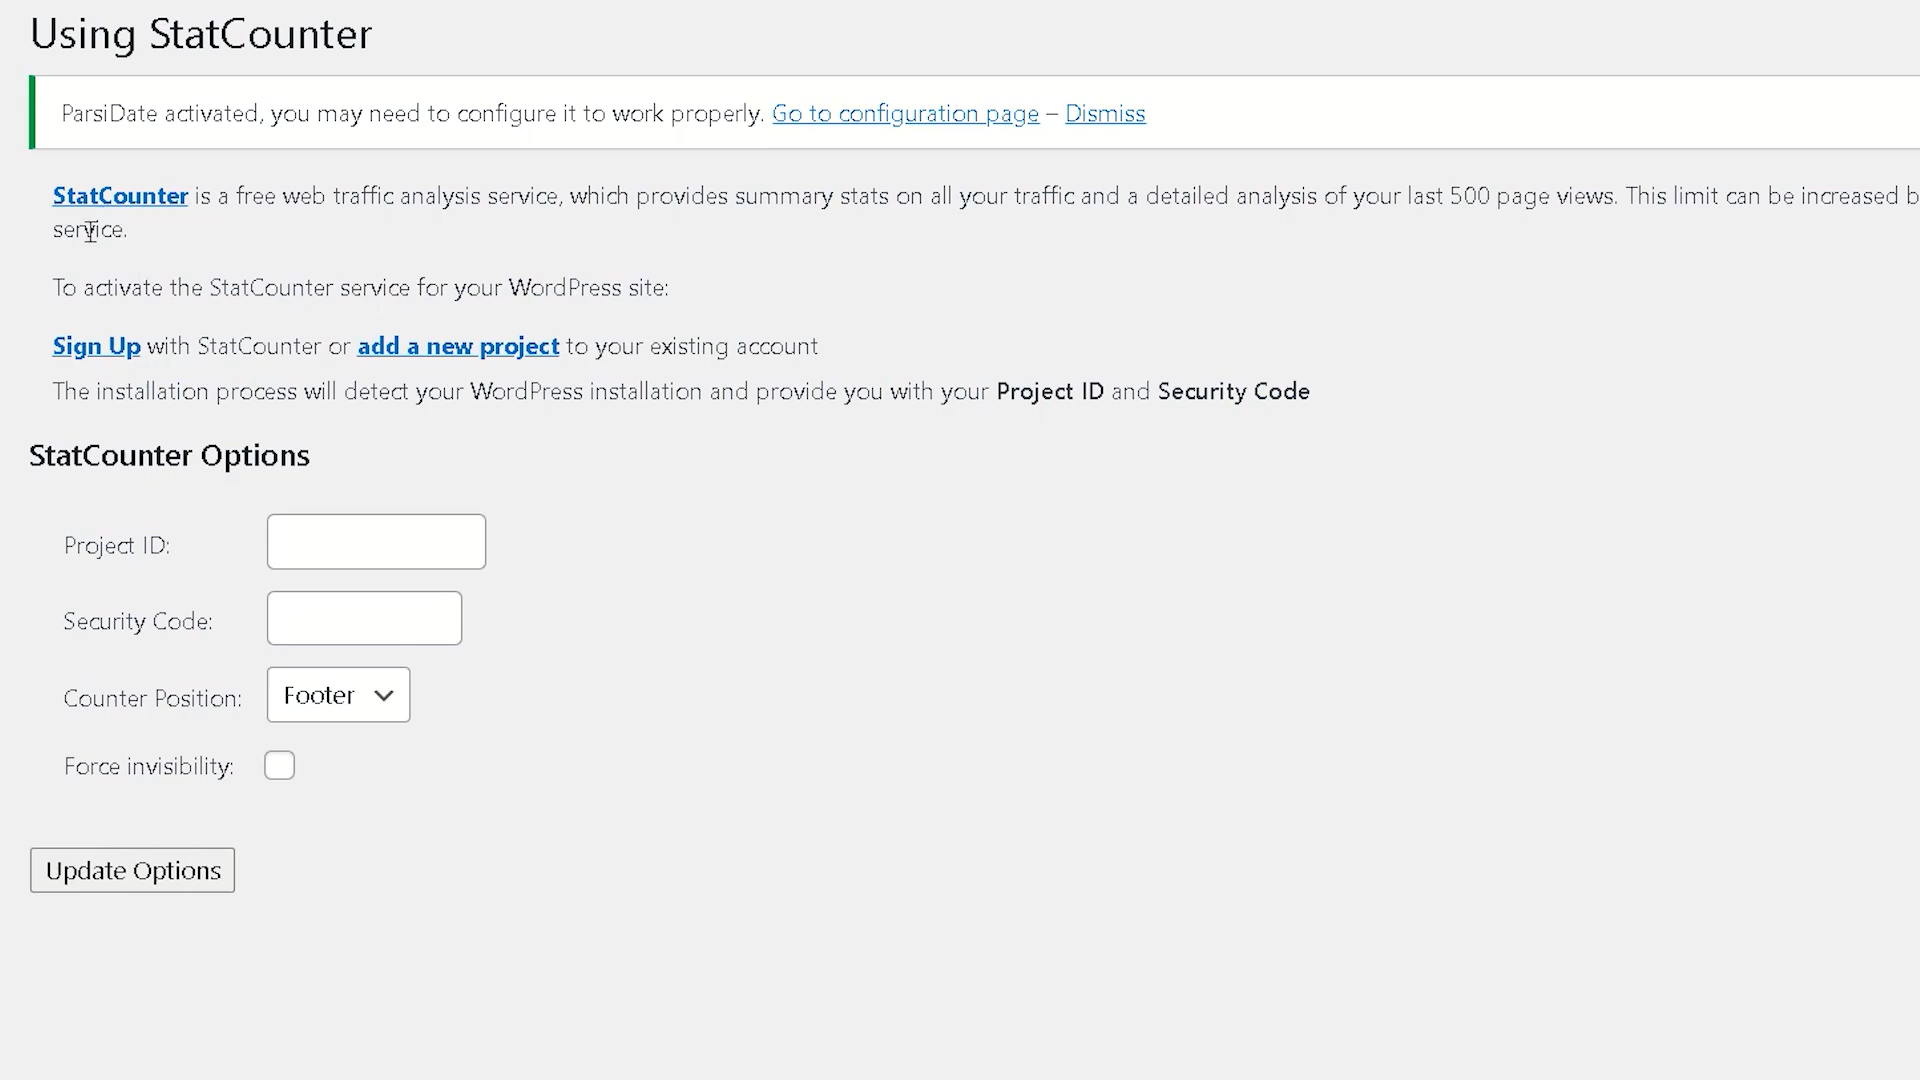 Using StatCounter
ParsiDate activated, you may need to configure it to work properly. Go to configuration page – Dismiss
StatCounter is a free web traffic analysis service, which provides summary stats on all your traffic and a detailed analysis of your last 500 page views. This limit can be increased
service.
To activate the StatCounter service for your WordPress site:
Sign Up with StatCounter or add a new project to your existing account
The installation process will detect your WordPress installation and provide you with your Project ID and Security Code
StatCounter Options
Project ID:
Security Code:
Counter Position: Footer
Force invisibility:
Update Options